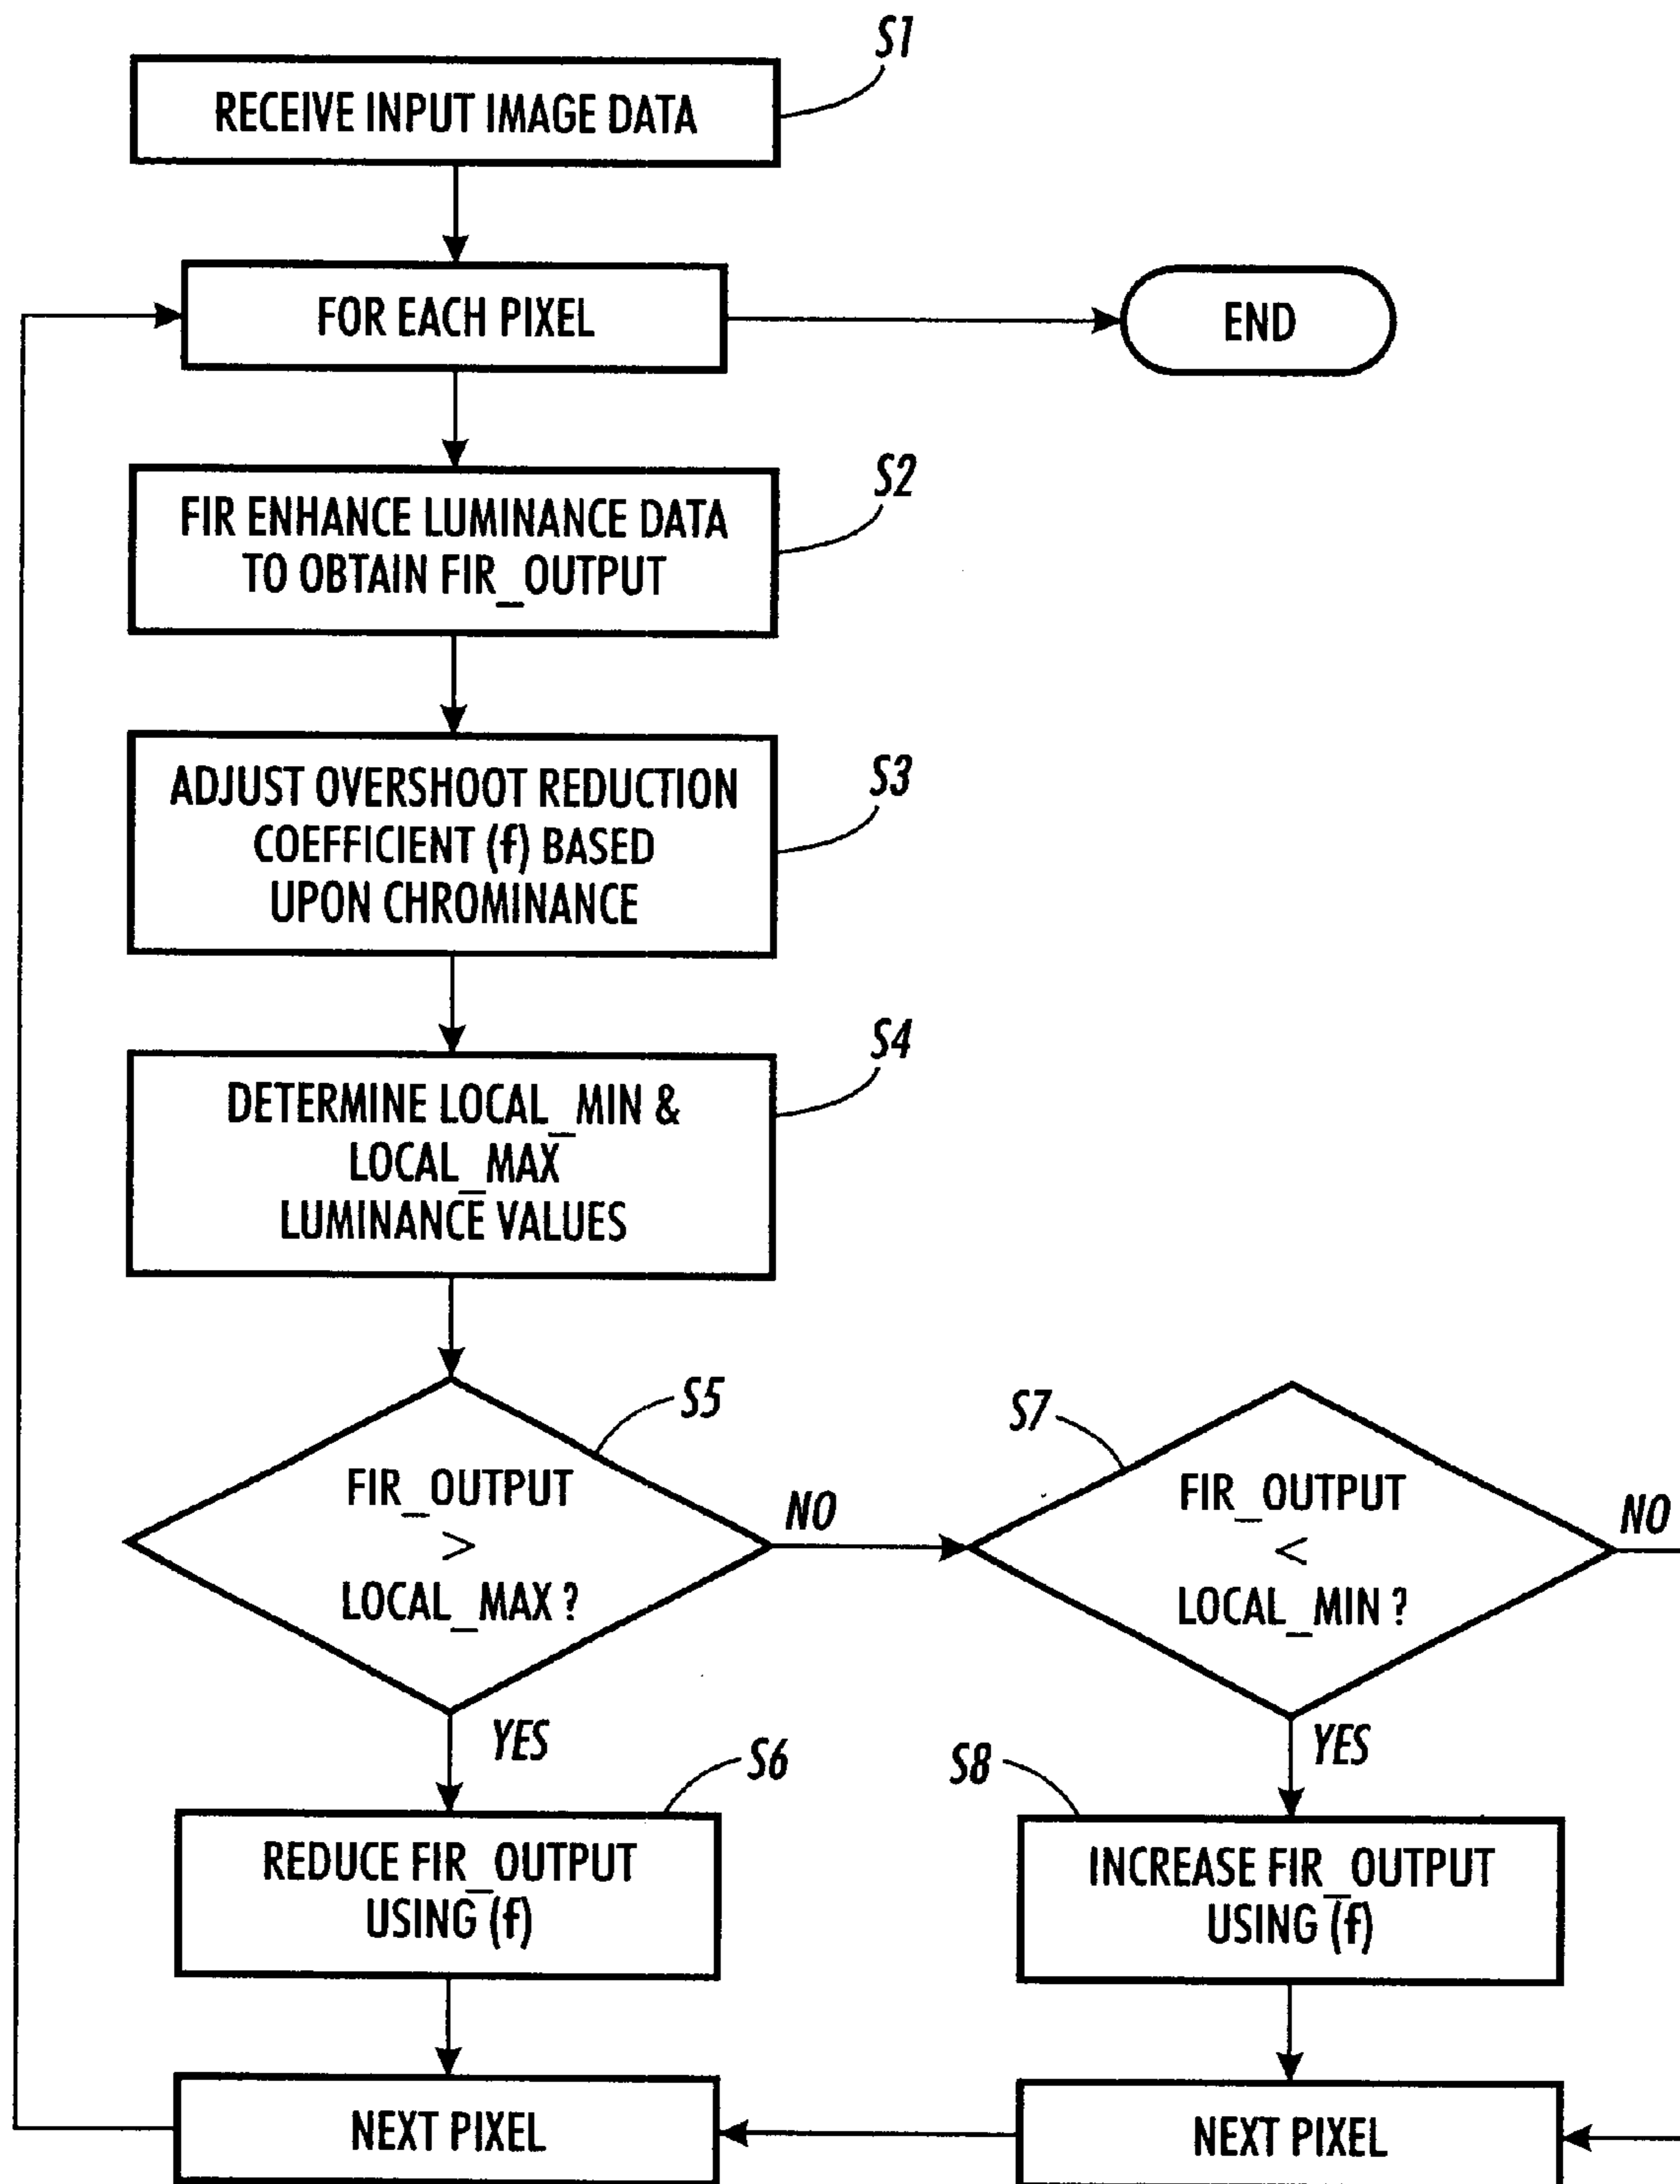 S1
RECEIVE INPUT IMAGE DATA
FOR EACH PIXEL
END
S2
FIR ENHANCE LUMINANCE DATA
TO OBTAIN FIR_OUTPUT
S3
ADJUST OVERSHOOT REDUCTION
COEFFICIENT (f) BASED
UPON CHROMINANCE
S4
DETERMINE LOCAL_MIN &
LOCAL_MAX
LUMINANCE VALUES
S5
FIR_OUTPUT
>
LOCAL_MAX ?
NO
S7
FIR_OUTPUT
<
LOCAL_MIN ?
NO
YES
S6
REDUCE FIR_OUTPUT
USING (f)
YES
S8
INCREASE FIR_OUTPUT
USING (f)
NEXT PIXEL
NEXT PIXEL